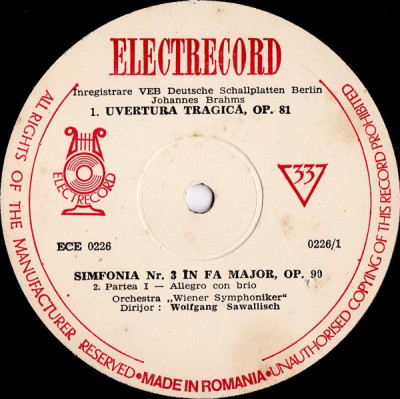 ELECTRECORD
Inregistrare VEB Deutsche Schallplatten Berlin
Johannes Brahms
1. UVERTURA TRAGICĂ, OP. 81
ELECTRECORD
33
ECE 0226
0226/1
SIMFONIA Nr. 3 ÎN FA MAJOR, OP. 90
2. Partea I — Allegro con brio
Orchestra „Wiener Symphoniker"
Dirijor : Wolfgang Sawallisch
ALL RIGHTS OF THE MANUFACTURER RESERVED • MADE IN ROMANIA • UNAUTHORISED COPYING OF THIS RECORD PROHIBITED